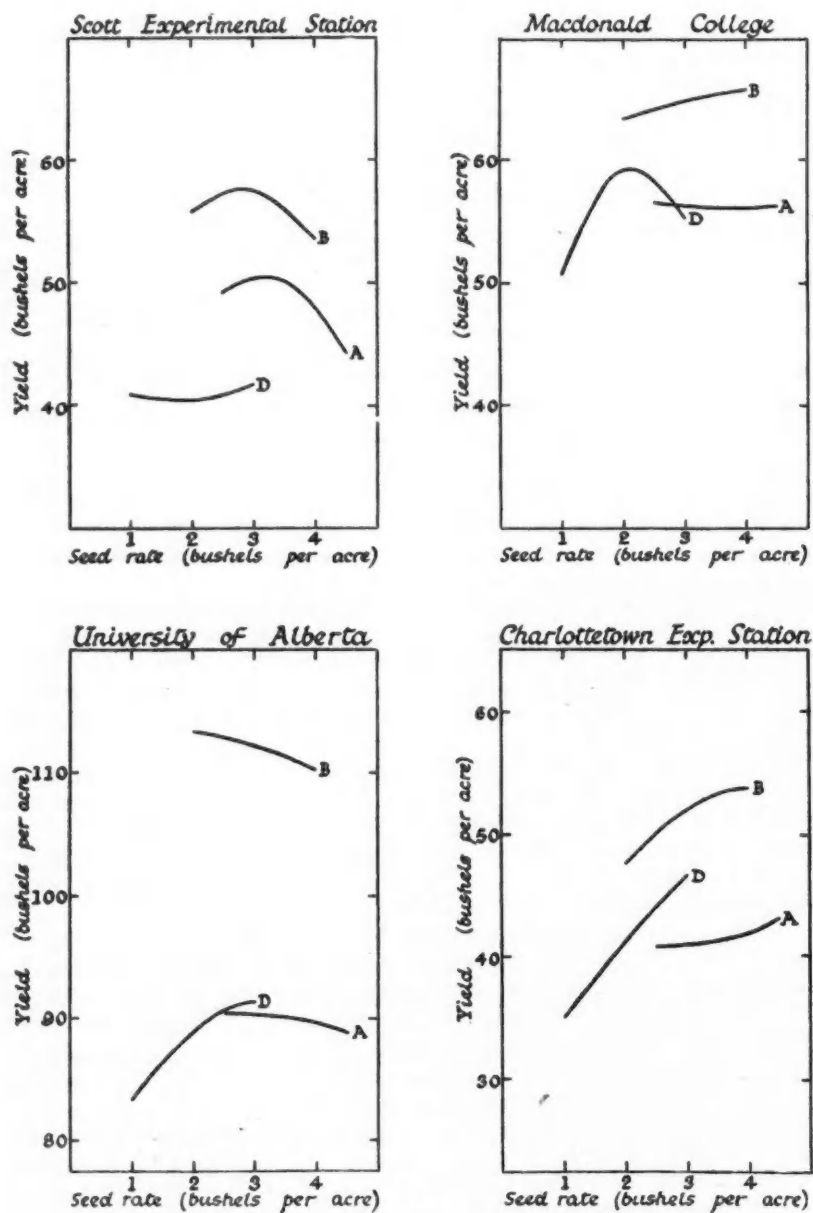 Scott Experimental Station
60
50
40
Yield (bushels per acre)
B
A
D
1 2 3 4
Seed rate (bushels per acre)
Macdonald College
60
50
40
Yield (bushels per acre)
B
A
D
1 2 3 4
Seed rate (bushels per acre)
University of Alberta
110
100
90
80
Yield (bushels per acre)
B
D
A
1 2 3 4
Seed rate (bushels per acre)
Charlottetown Exp. Station
60
50
40
30
Yield (bushels per acre)
B
D
A
1 2 3 4
Seed rate (bushels per acre)